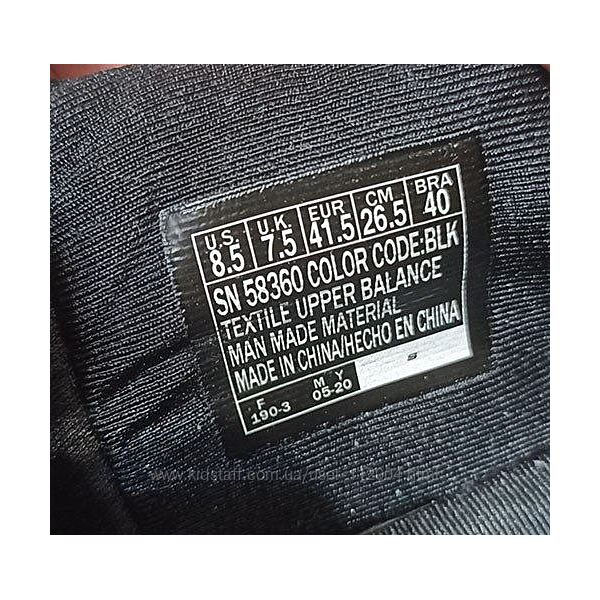 U.S. U.K EUR CM BRA
8.5 7.5 41.5 26.5 40
SN 58360 COLOR CODE:BLK
TEXTILE UPPER BALANCE
MAN MADE MATERIAL
MADE IN CHINA/HECHO EN CHINA
F M Y
190-3 05-20 S